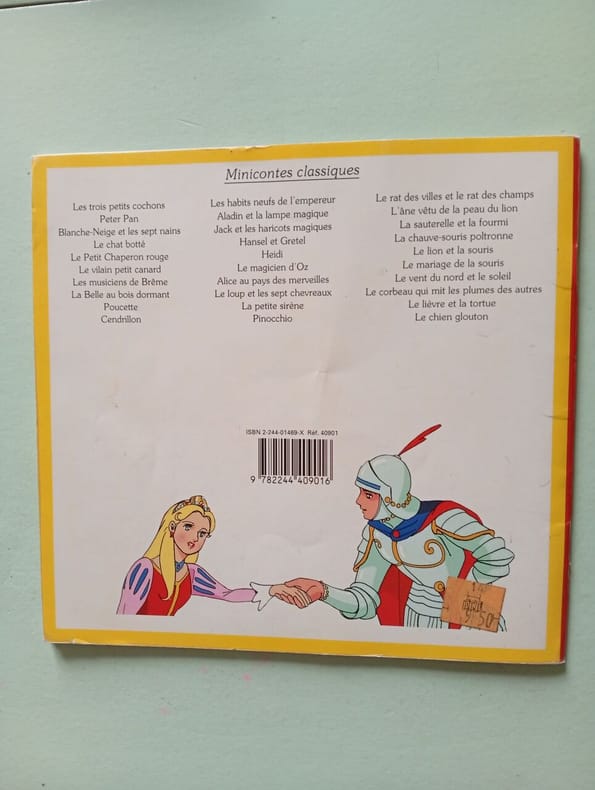 Minicontes classiques
Les trois petits cochons
Peter Pan
Blanche-Neige et les sept nains
Le chat botté
Le Petit Chaperon rouge
Le vilain petit canard
Les musiciens de Brême
La Belle au bois dormant
Poucette
Cendrillon
Les habits neufs de l'empereur
Aladin et la lampe magique
Jack et les haricots magiques
Hansel et Gretel
Heidi
Le magicien d'Oz
Alice au pays des merveilles
Le loup et les sept chevreaux
La petite sirène
Pinocchio
Le rat des villes et le rat des champs
L'âne vêtu de la peau du lion
La sauterelle et la fourmi
La chauve-souris poltronne
Le lion et la souris
Le mariage de la souris
Le vent du nord et le soleil
Le corbeau qui mit les plumes des autres
Le lièvre et la tortue
Le chien glouton
ISBN 2-244-01489-X Réf. 40901
9 782244 409016